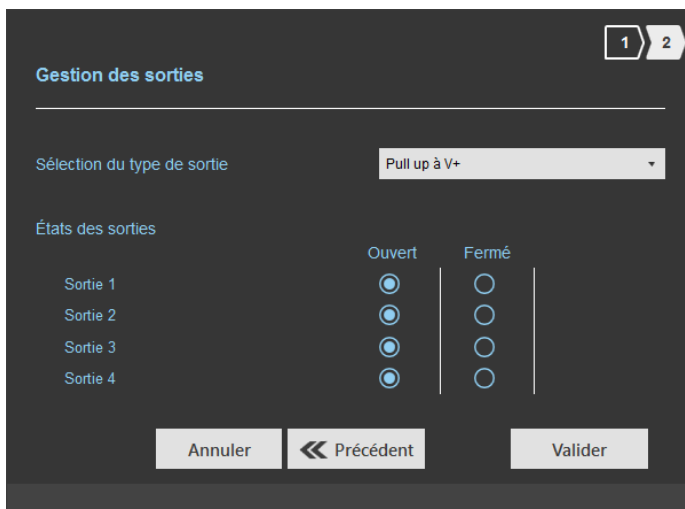 1 2
Gestion des sorties
Sélection du type de sortie Pull up à V+
États des sorties
Ouvert Fermé
Sortie 1
Sortie 2
Sortie 3
Sortie 4
Annuler Précédent Valider